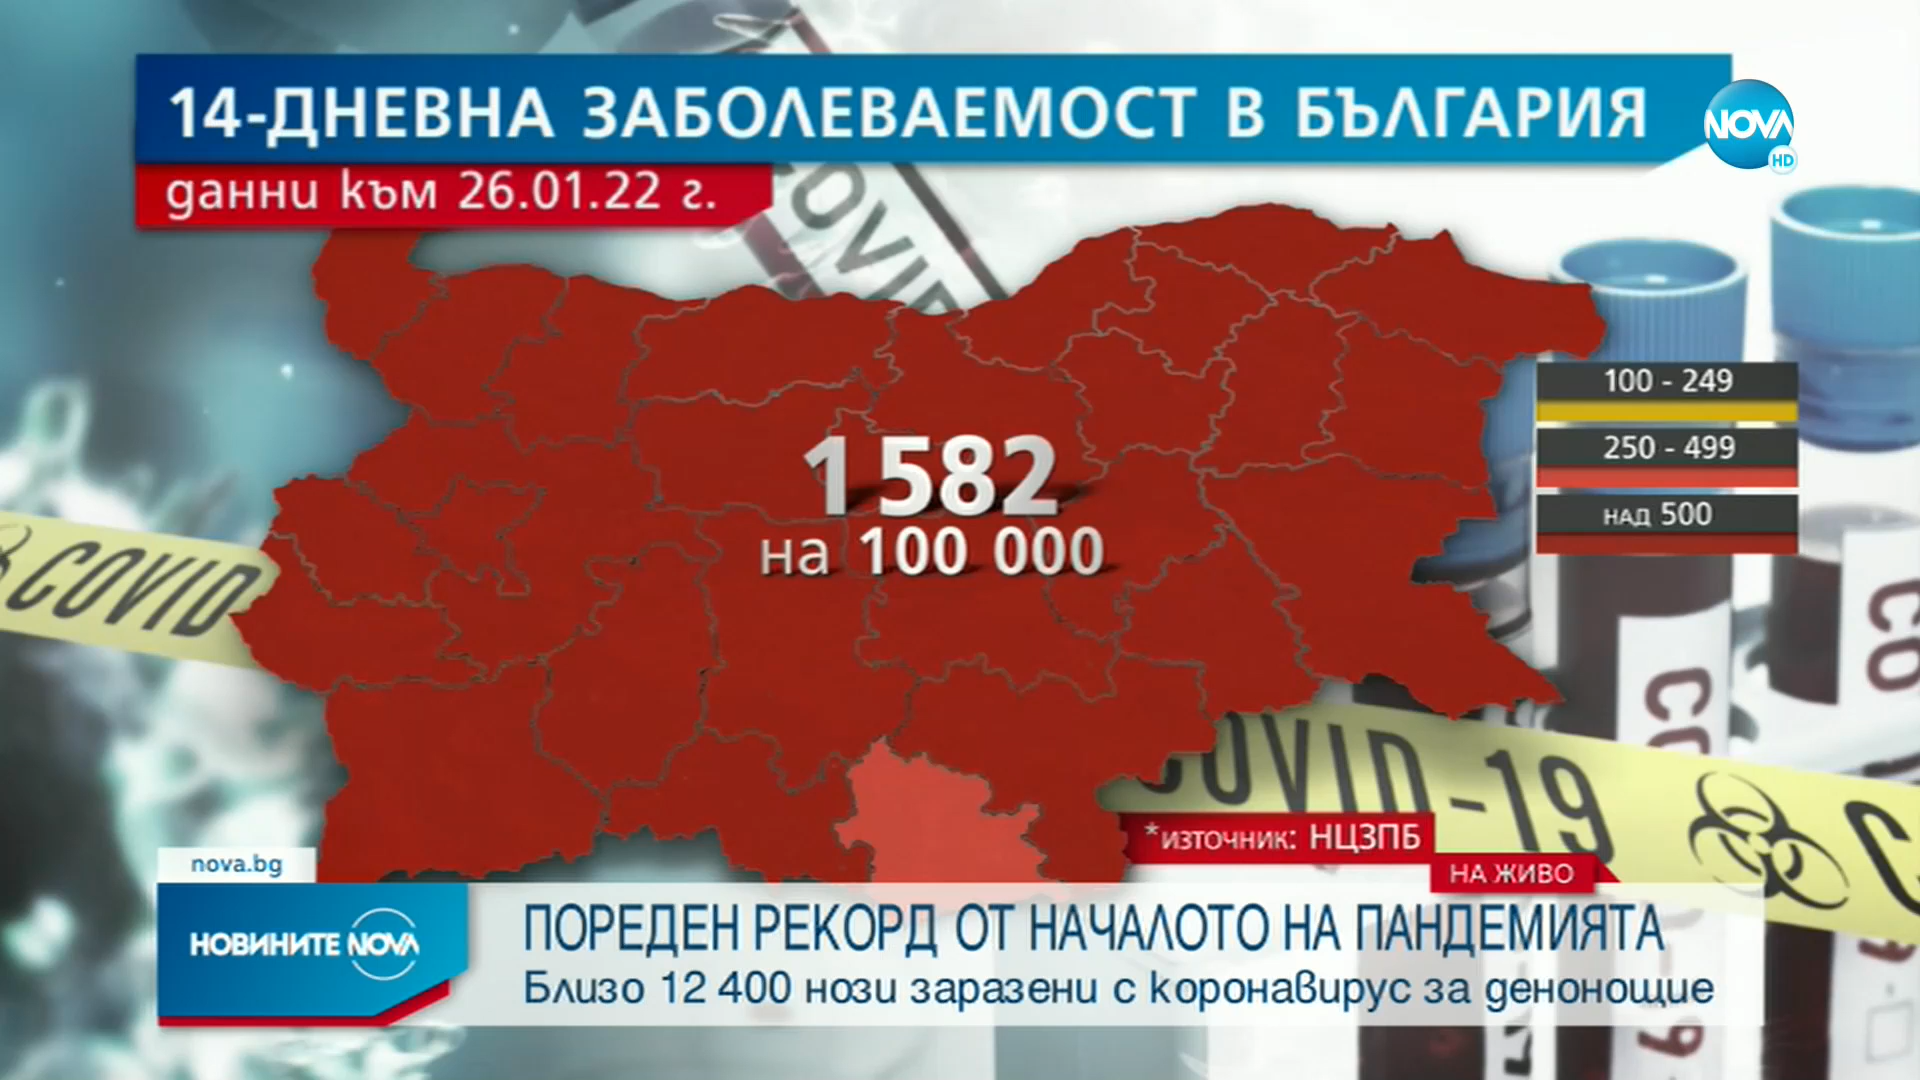 14-ДНЕВНА ЗАБОЛЕВАЕМОСТ В БЪЛГАРИЯ
NOVA
HD
данни към 26.01.22 г.
COVID
100 - 249
250 - 499
над 500
1582
на 100 000
COVID
COVID-19
*източник: НЦЗПБ
НА ЖИВО
nova.bg
НОВИНИТЕ NOVA
ПОРЕДЕН РЕКОРД ОТ НАЧАЛОТО НА ПАНДЕМИЯТА
Близо 12 400 нови заразени с коронавирус за денонощие